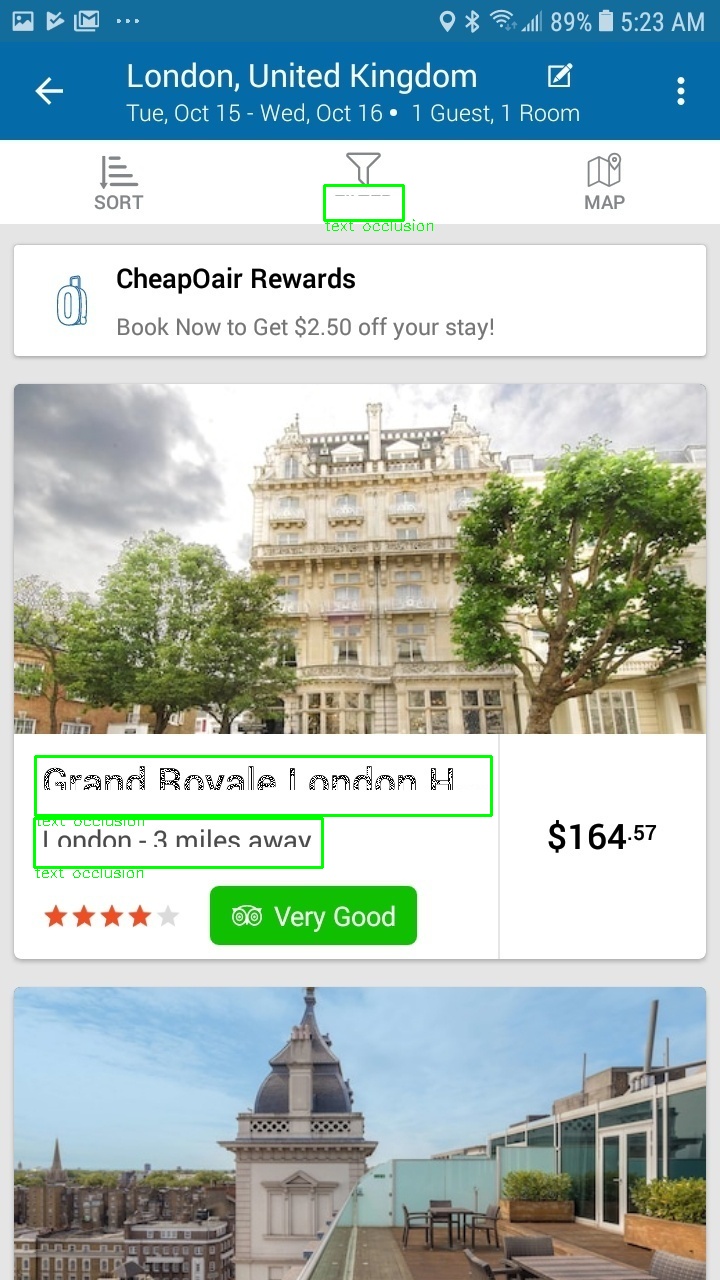 89% 5:23 AM
London, United Kingdom
Tue, Oct 15 - Wed, Oct 16 • 1 Guest, 1 Room
SORT
MAP
text occlusion
CheapOair Rewards
Book Now to Get $2.50 off your stay!
Grand Royale London H
text occlusion
London - 3 miles away
$164.57
text occlusion
Very Good